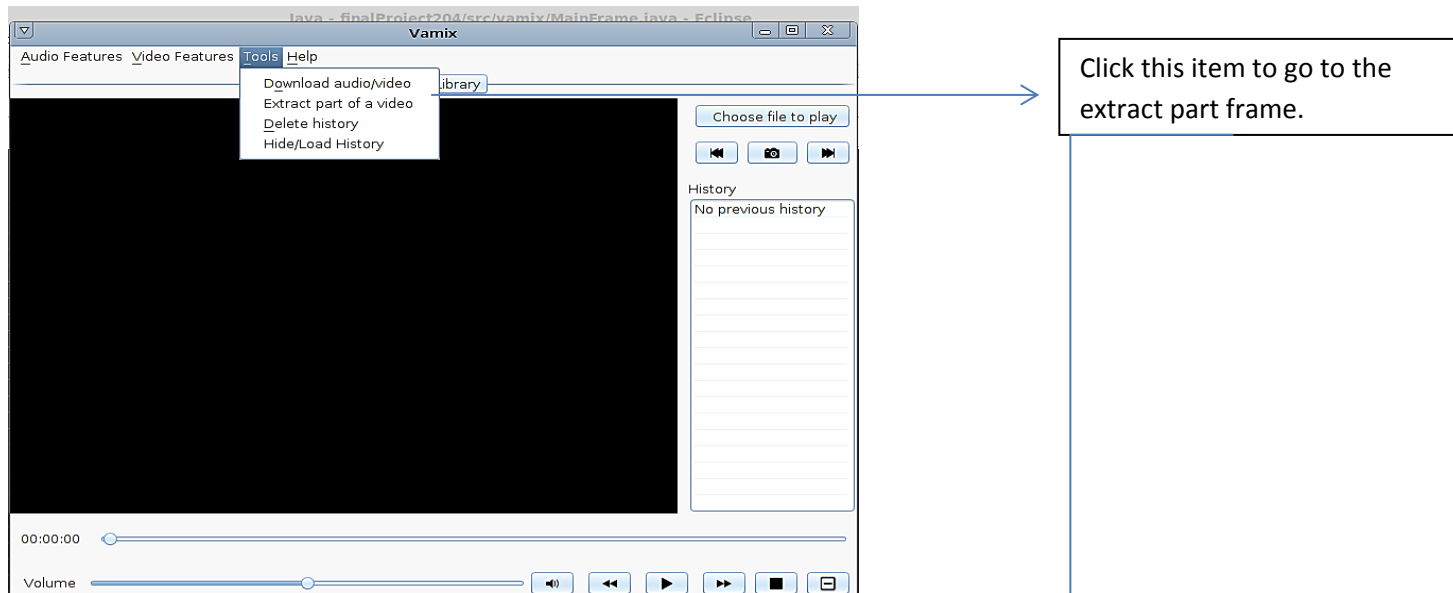 Java - finalProject204/src/vamix/MainFrame.java - Eclipse
Vamix
Audio Features Video Features Tools Help
Download audio/video
Extract part of a video
Delete history
Hide/Load History
ibrary
Choose file to play
History
No previous history
00:00:00
Volume
Click this item to go to the
extract part frame.